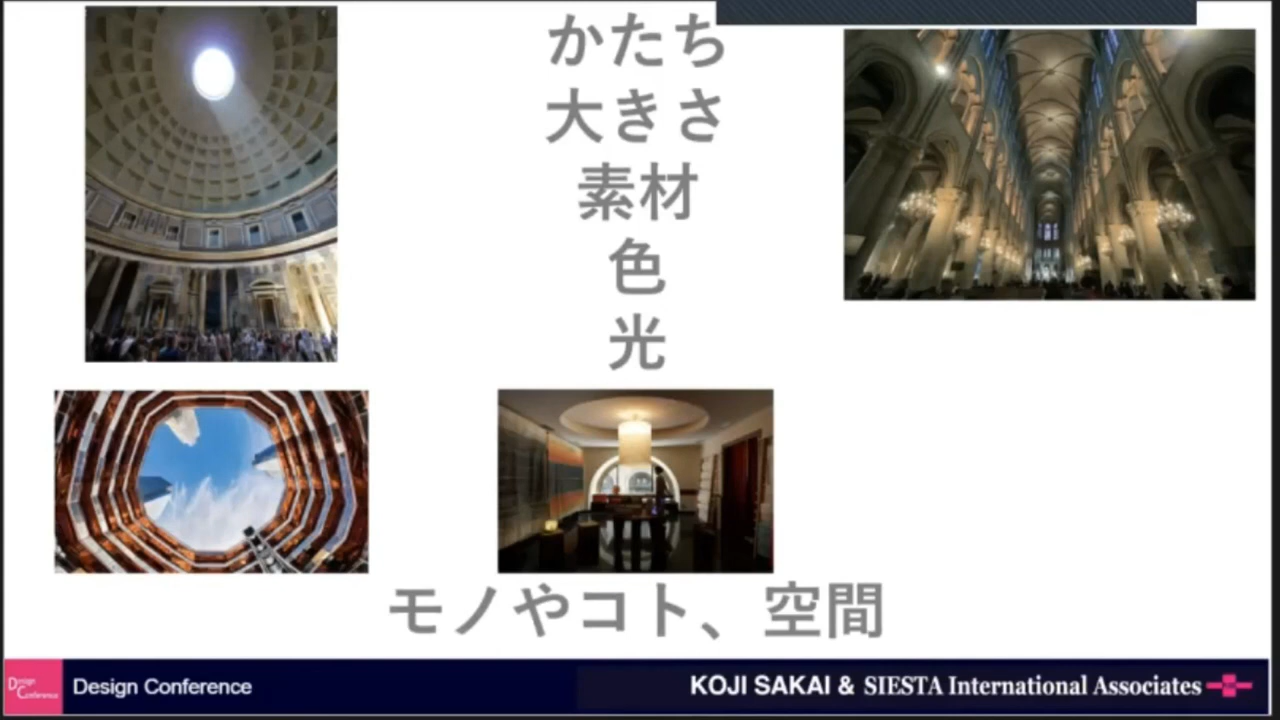 かたち
大きさ
素材
色
光
モノやコト、空間
Design Conference
Design Conference
KOJI SAKAI & SIESTA International Associates